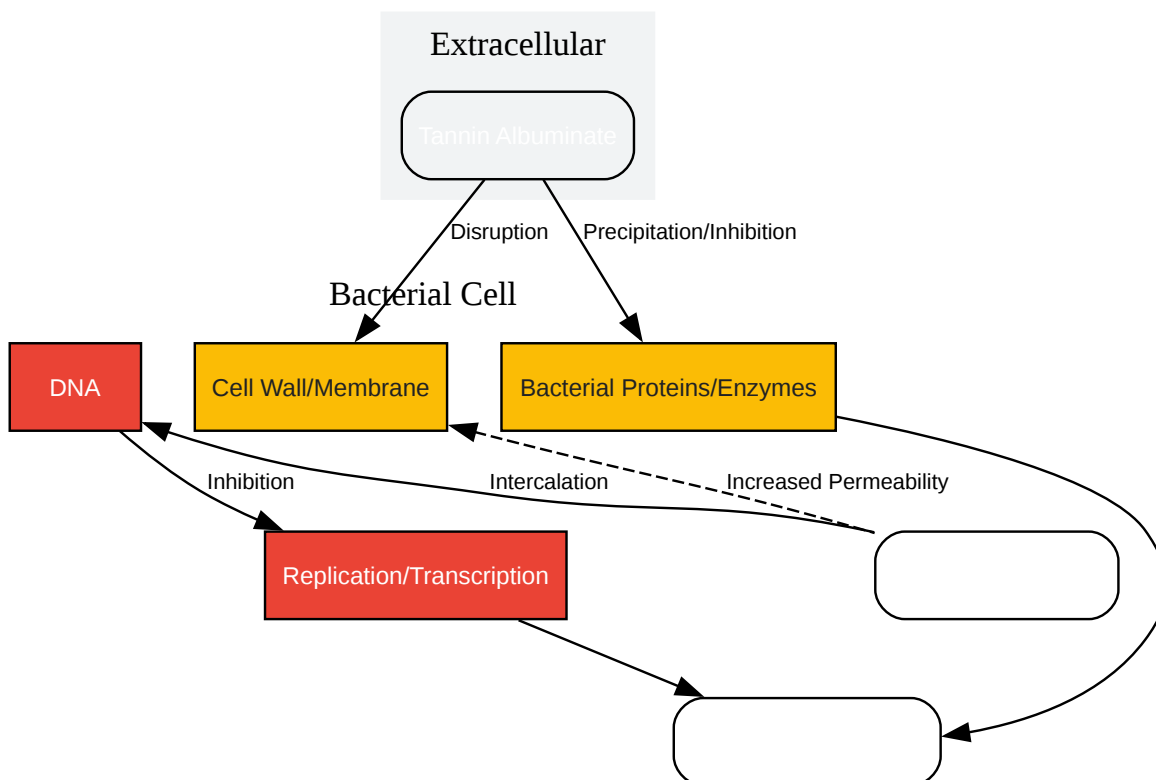 Extracellular
Tannin Albuminate
Disruption
Precipitation/Inhibition
Bacterial Cell
DNA
Cell Wall/Membrane
Bacterial Proteins/Enzymes
Inhibition
Intercalation
Increased Permeability
Replication/Transcription